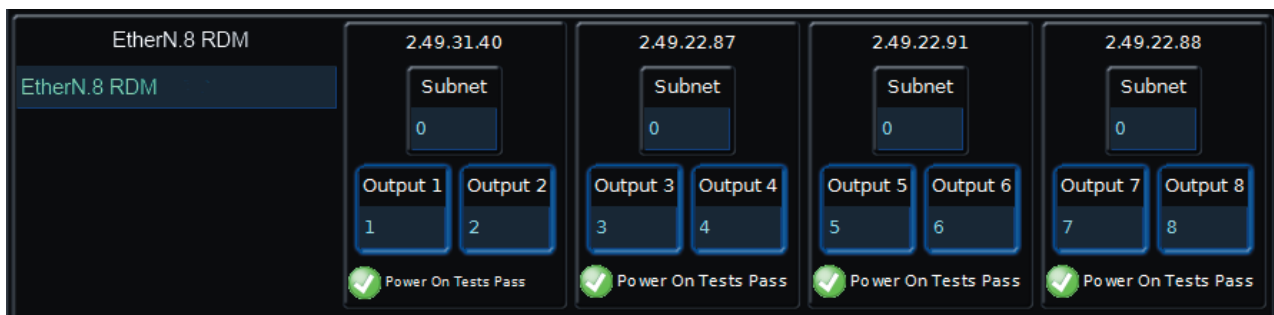 EtherN.8 RDM
EtherN.8 RDM
2.49.31.40
Subnet
0
Output 1 Output 2
1 2
Power On Tests Pass
2.49.22.87
Subnet
0
Output 3 Output 4
3 4
Power On Tests Pass
2.49.22.91
Subnet
0
Output 5 Output 6
5 6
Power On Tests Pass
2.49.22.88
Subnet
0
Output 7 Output 8
7 8
Power On Tests Pass